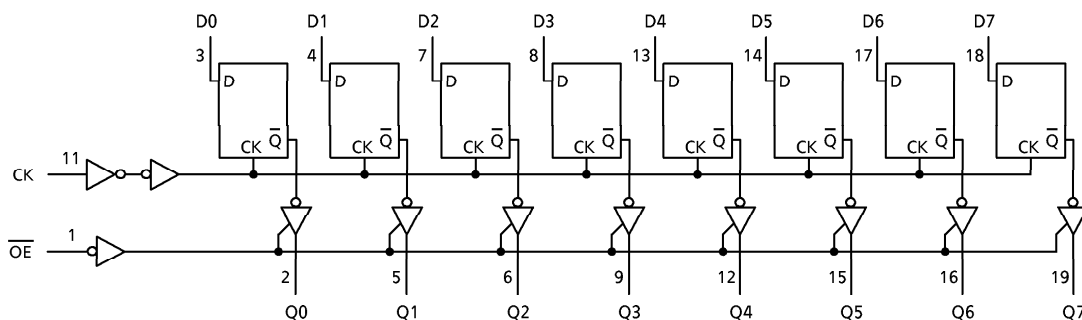 D0 D1 D2 D3 D4 D5 D6 D7
3 4 7 8 13 14 17 18
D D D D D D D D
Q̅ Q̅ Q̅ Q̅ Q̅ Q̅ Q̅ Q̅
CK CK CK CK CK CK CK CK
CK 11
O̅E̅ 1
2 5 6 9 12 15 16 19
Q0 Q1 Q2 Q3 Q4 Q5 Q6 Q7